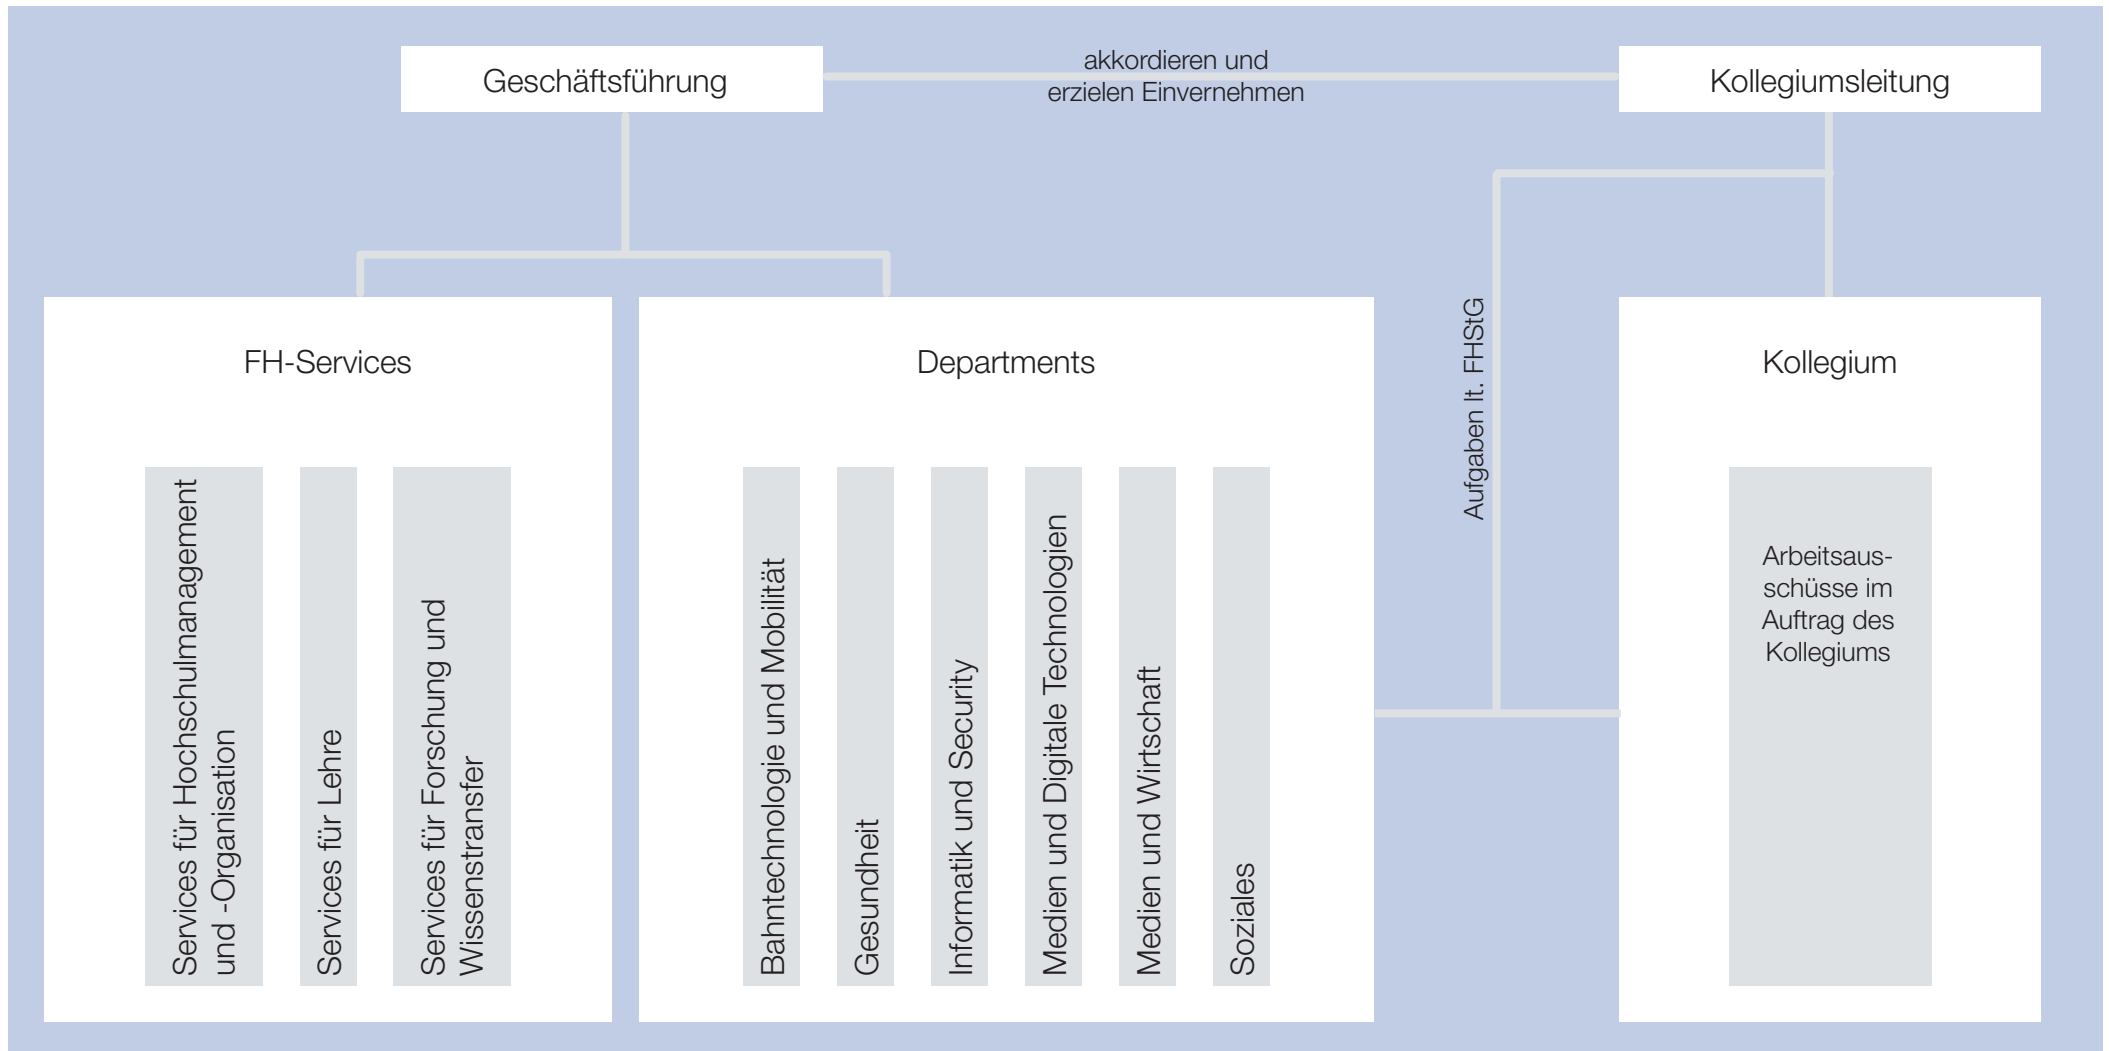 Geschäftsführung
akkordieren und
erzielen Einvernehmen
Kollegiumsleitung
FH-Services
Services für Hochschulmanagement
und -Organisation
Services für Lehre
Services für Forschung und
Wissenstransfer
Departments
Bahntechnologie und Mobilität
Gesundheit
Informatik und Security
Medien und Digitale Technologien
Medien und Wirtschaft
Soziales
Aufgaben lt. FHStG
Kollegium
Arbeitsaus-
schüsse im
Auftrag des
Kollegiums